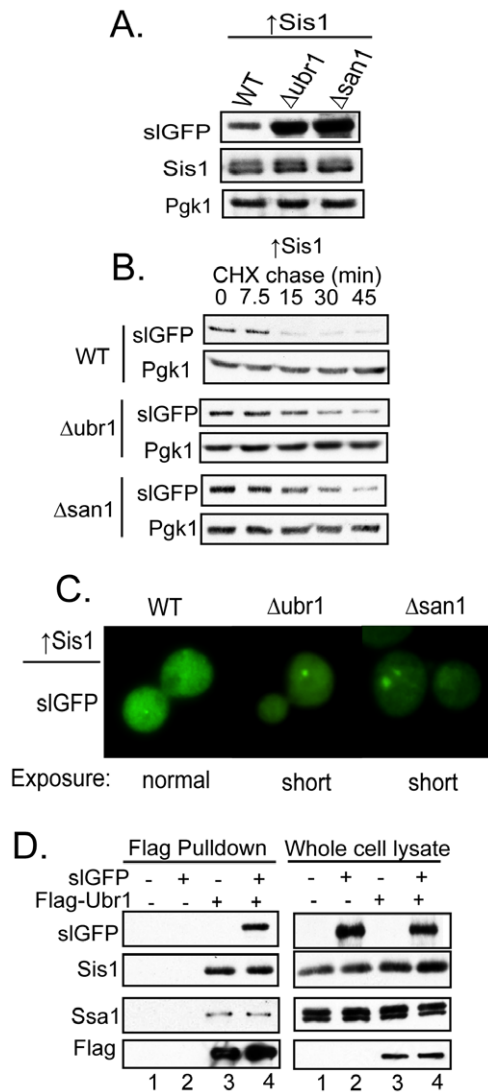 A.
↑Sis1
WT Δubr1 Δsan1
slGFP
Sis1
Pgk1
B.
↑Sis1
CHX chase (min)
0 7.5 15 30 45
WT
slGFP
Pgk1
Δubr1
slGFP
Pgk1
Δsan1
slGFP
Pgk1
C.
WT Δubr1 Δsan1
↑Sis1
slGFP
Exposure: normal short short
D.
Flag Pulldown Whole cell lysate
slGFP - + - + - + - +
Flag-Ubr1 - - + + - - + +
slGFP
Sis1
Ssa1
Flag
1 2 3 4 1 2 3 4